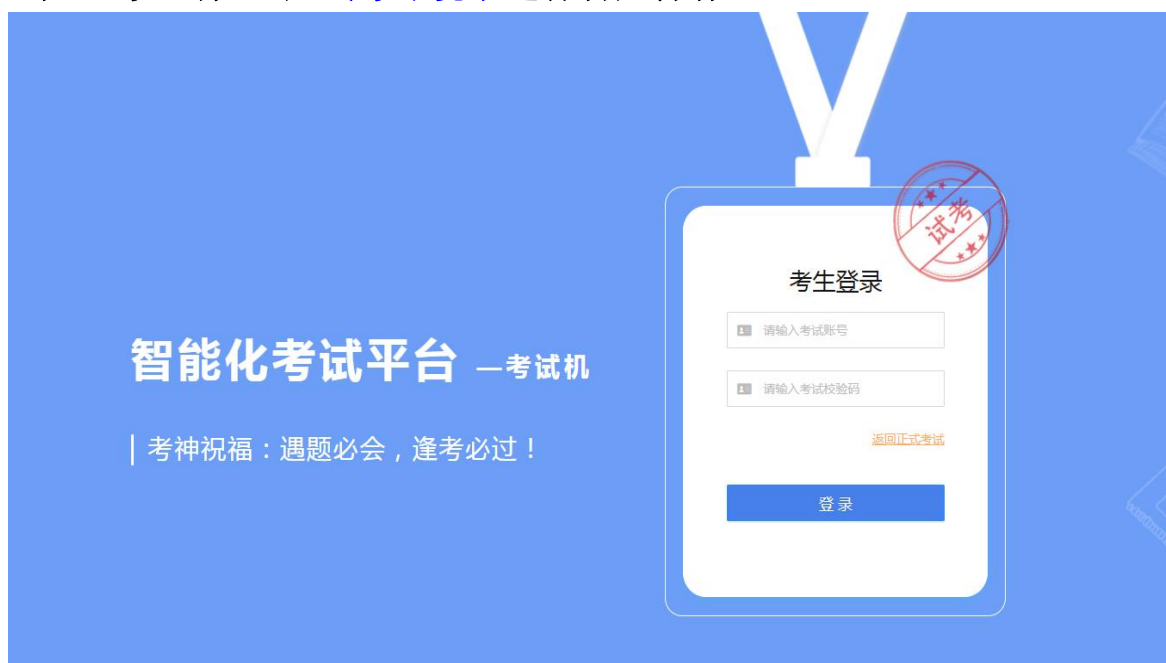 智能化考试平台 —考试机
考神祝福：遇题必会，逢考必过！
试考
考生登录
请输入考试账号
请输入考试校验码
返回正式考试
登录